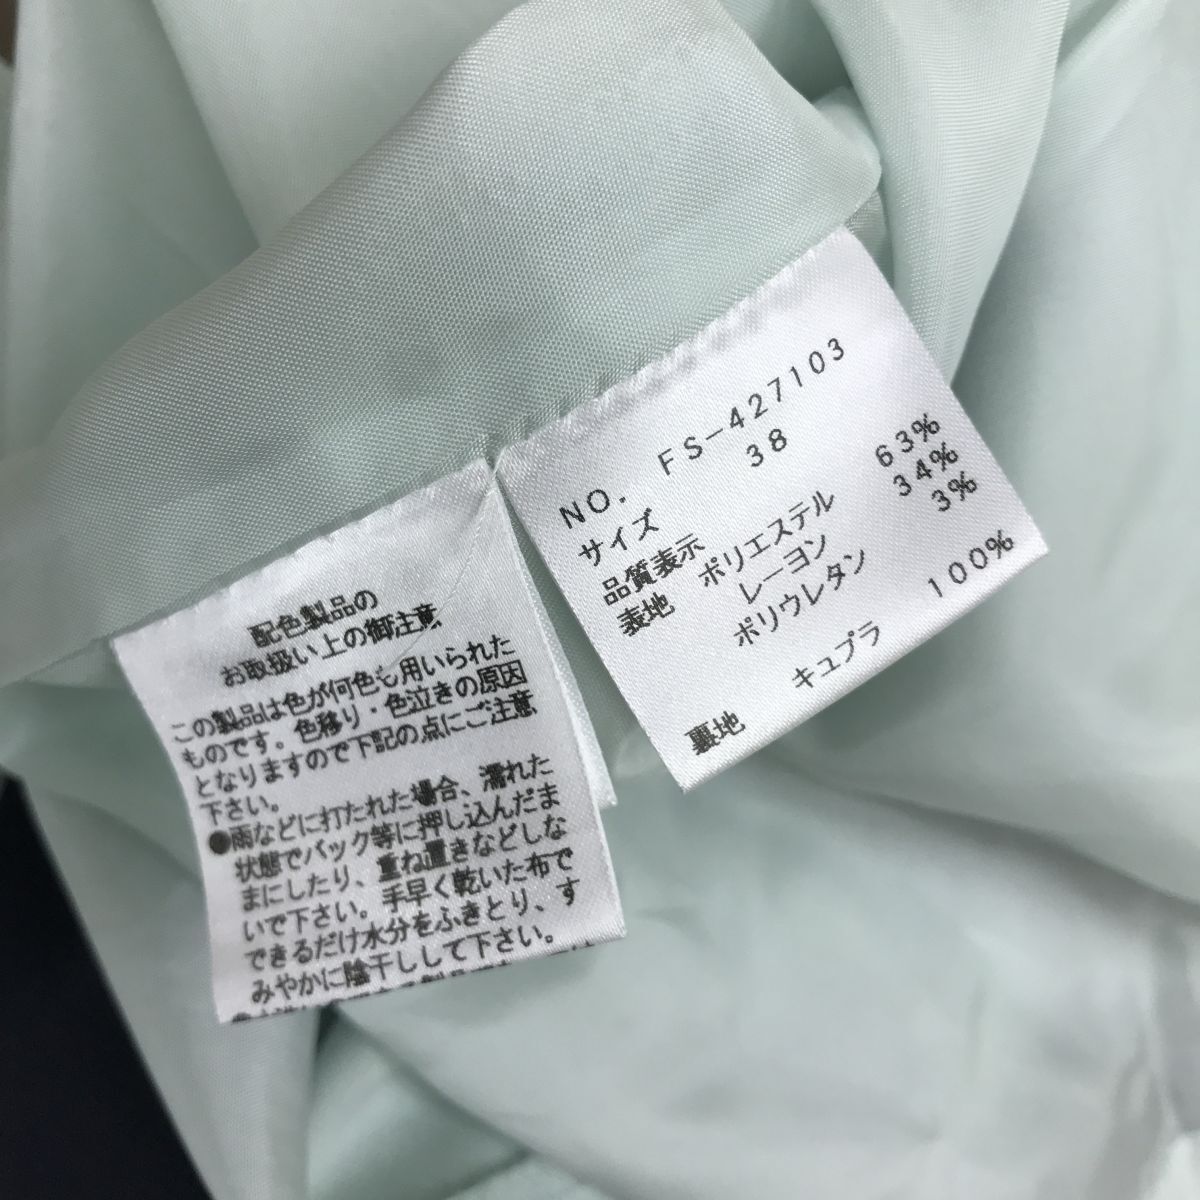 NO. FS-427103
サイズ 38
品質表示
表地 ポリエステル 63%
レーヨン 34%
ポリウレタン 3%
裏地 キュプラ 100%
配色製品の
お取扱い上の御注意
この製品は色が何色も用いられた
ものです。色移り・色泣きの原因
となりますので下記の点にご注意
下さい。
●雨などに打たれた場合、濡れた
状態でバック等に押し込んだま
まにしたり、重ね置きなどしな
いで下さい。手早く乾いた布で
できるだけ水分をふきとり、す
みやかに陰干しして下さい。